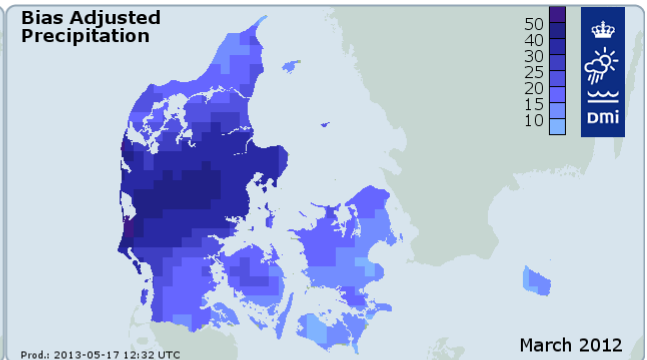 Bias Adjusted
Precipitation
50
40
30
25
20
15
10
DMi
March 2012
Prod.: 2013-05-17 12:32 UTC